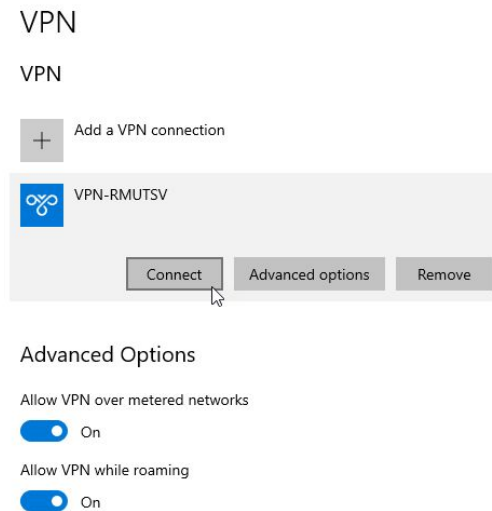 VPN
VPN
Add a VPN connection
VPN-RMUTSV
Connect Advanced options Remove
Advanced Options
Allow VPN over metered networks
On
Allow VPN while roaming
On